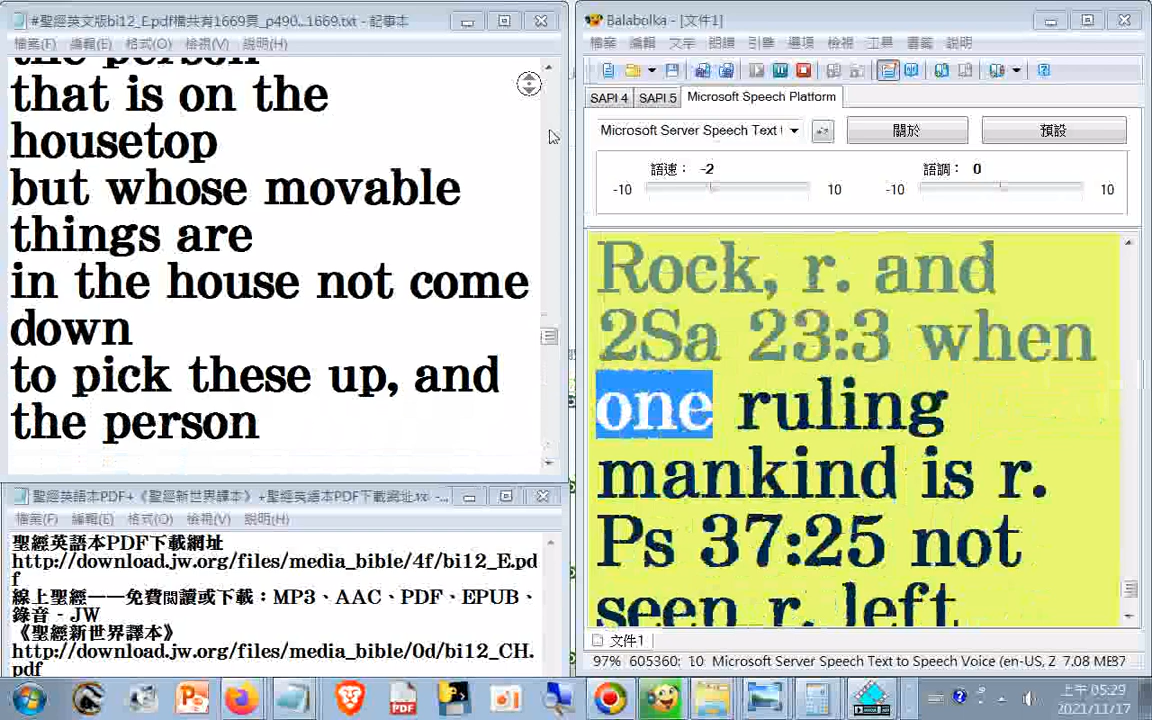 #聖經英文版bi12_E.pdf檔共有1669頁_p490...1669.txt - 記事本
檔案(F) 編輯(E) 格式(O) 檢視(V) 說明(H)
the person
that is on the
housetop
but whose movable
things are
in the house not come
down
to pick these up, and
the person
聖經英語本PDF+《聖經新世界譯本》+聖經英語本PDF下載網址.txt - ...
檔案(F) 編輯(E) 格式(O) 檢視(V) 說明(H)
聖經英語本PDF下載網址
http://download.jw.org/files/media_bible/4f/bi12_E.pd
f
線上聖經——免費閱讀或下載：MP3、AAC、PDF、EPUB、
錄音 - JW
《聖經新世界譯本》
http://download.jw.org/files/media_bible/0d/bi12_CH.
pdf
Balabolka - [文件1]
檔案 編輯 文字 朗讀 引擎 選項 檢視 工具 書籤 說明
SAPI 4 SAPI 5 Microsoft Speech Platform
Microsoft Server Speech Text 關於 預設
語速： -2 語調： 0
-10 10 -10 10
Rock, r. and
2Sa 23:3 when
one ruling
mankind is r.
Ps 37:25 not
seen r. left
文件1
97% 605360: 10 Microsoft Server Speech Text to Speech Voice (en-US, Z 7.08 MB
PDF
上午 05:29
2021/11/17